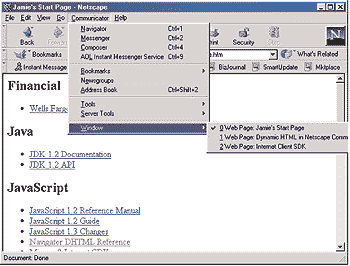 Jamie's Start Page - Netscape
File Edit View Go Communicator Help
Navigator Ctrl+1
Messenger Ctrl+2
Composer Ctrl+4
AOL Instant Messenger Service Ctrl+9
Bookmarks
Newsgroups
Address Book Ctrl+Shift+2
Tools
Server Tools
Window
0 Web Page: Jamie's Start Page
1 Web Page: Dynamic HTML in Netscape Comm
2 Web Page: Internet Client SDK
Back Print Security Stop
Bookmarks .htm What's Related
Instant Messa BizJournal SmartUpdate Mktplace
Financial
Wells Farg
Java
JDK 1.2 Documentation
JDK 1.2 API
JavaScript
JavaScript 1.2 Reference Manual
JavaScript 1.2 Guide
JavaScript 1.3 Changes
Navigator DHTML Reference
Document: Done